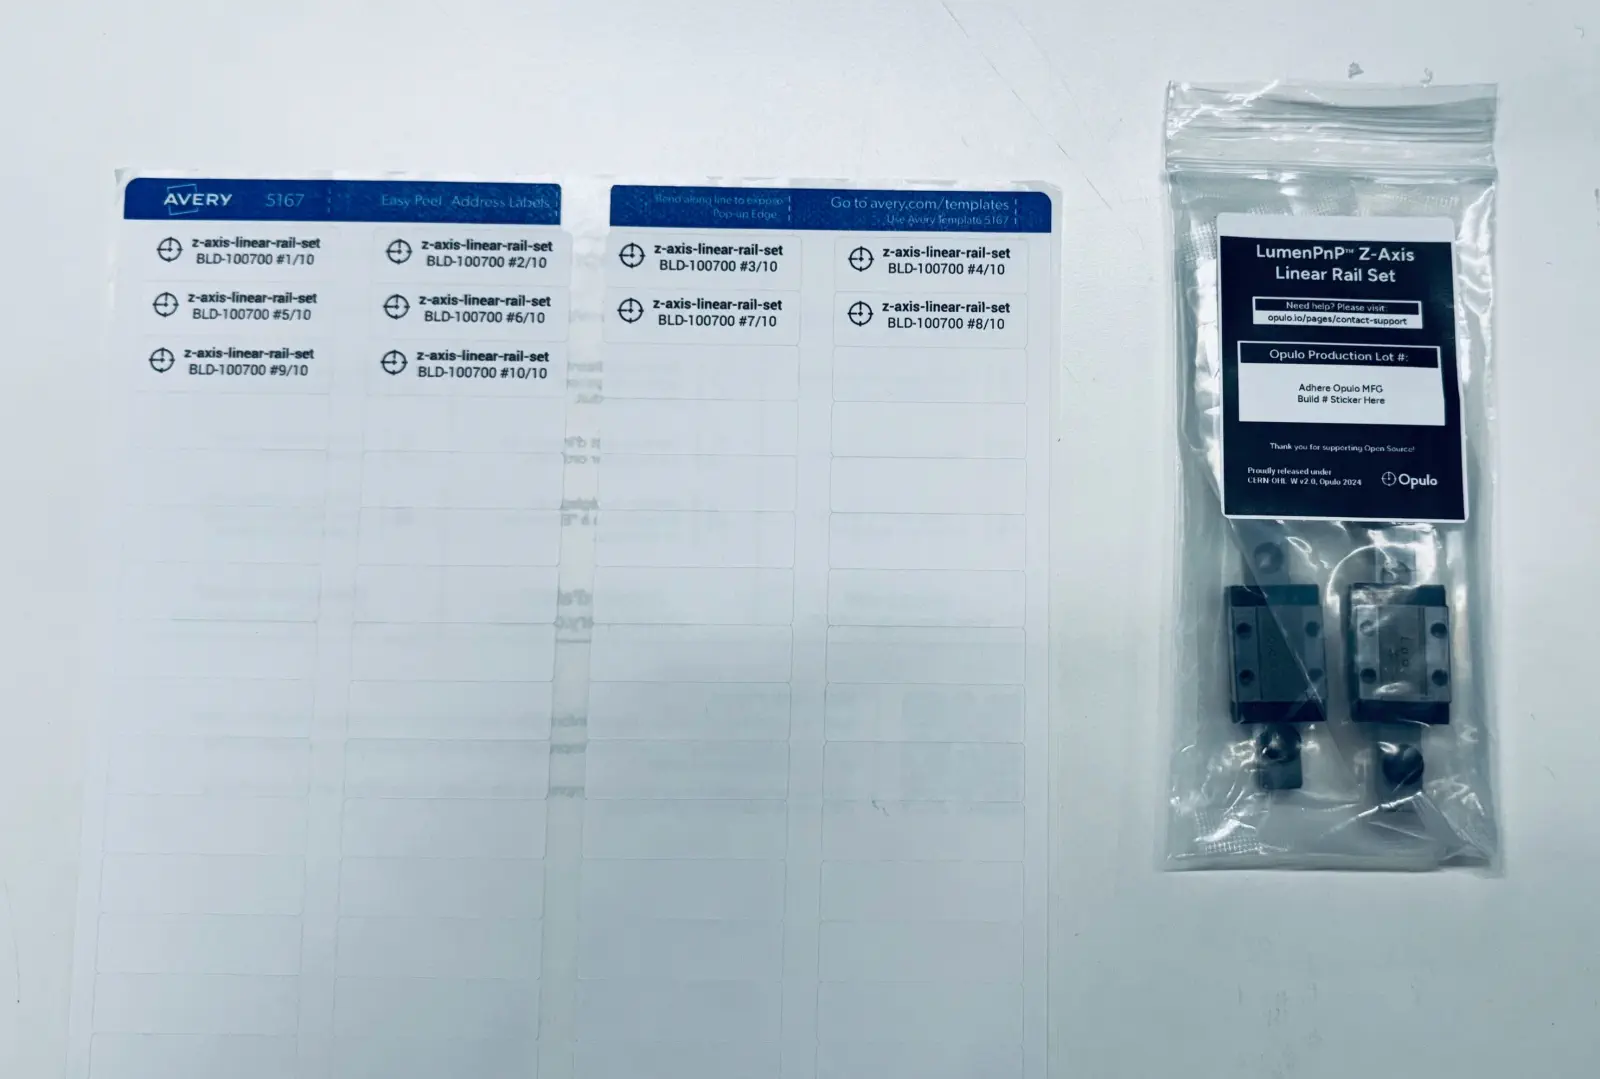 AVERY 5167
Easy Peel Address Labels
Bend along line to expose
Pop-up Edge
Go to avery.com/templates
Use Avery Template 5167
z-axis-linear-rail-set
BLD-100700 #1/10
z-axis-linear-rail-set
BLD-100700 #2/10
z-axis-linear-rail-set
BLD-100700 #3/10
z-axis-linear-rail-set
BLD-100700 #4/10
z-axis-linear-rail-set
BLD-100700 #5/10
z-axis-linear-rail-set
BLD-100700 #6/10
z-axis-linear-rail-set
BLD-100700 #7/10
z-axis-linear-rail-set
BLD-100700 #8/10
z-axis-linear-rail-set
BLD-100700 #9/10
z-axis-linear-rail-set
BLD-100700 #10/10
LumenPnP™ Z-Axis
Linear Rail Set
Need help? Please visit:
opulo.io/pages/contact-support
Opulo Production Lot #:
Adhere Opulo MFG
Build # Sticker Here
Thank you for supporting Open Source!
Proudly released under
CERN-OHL-W v2.0, Opulo 2024
Opulo